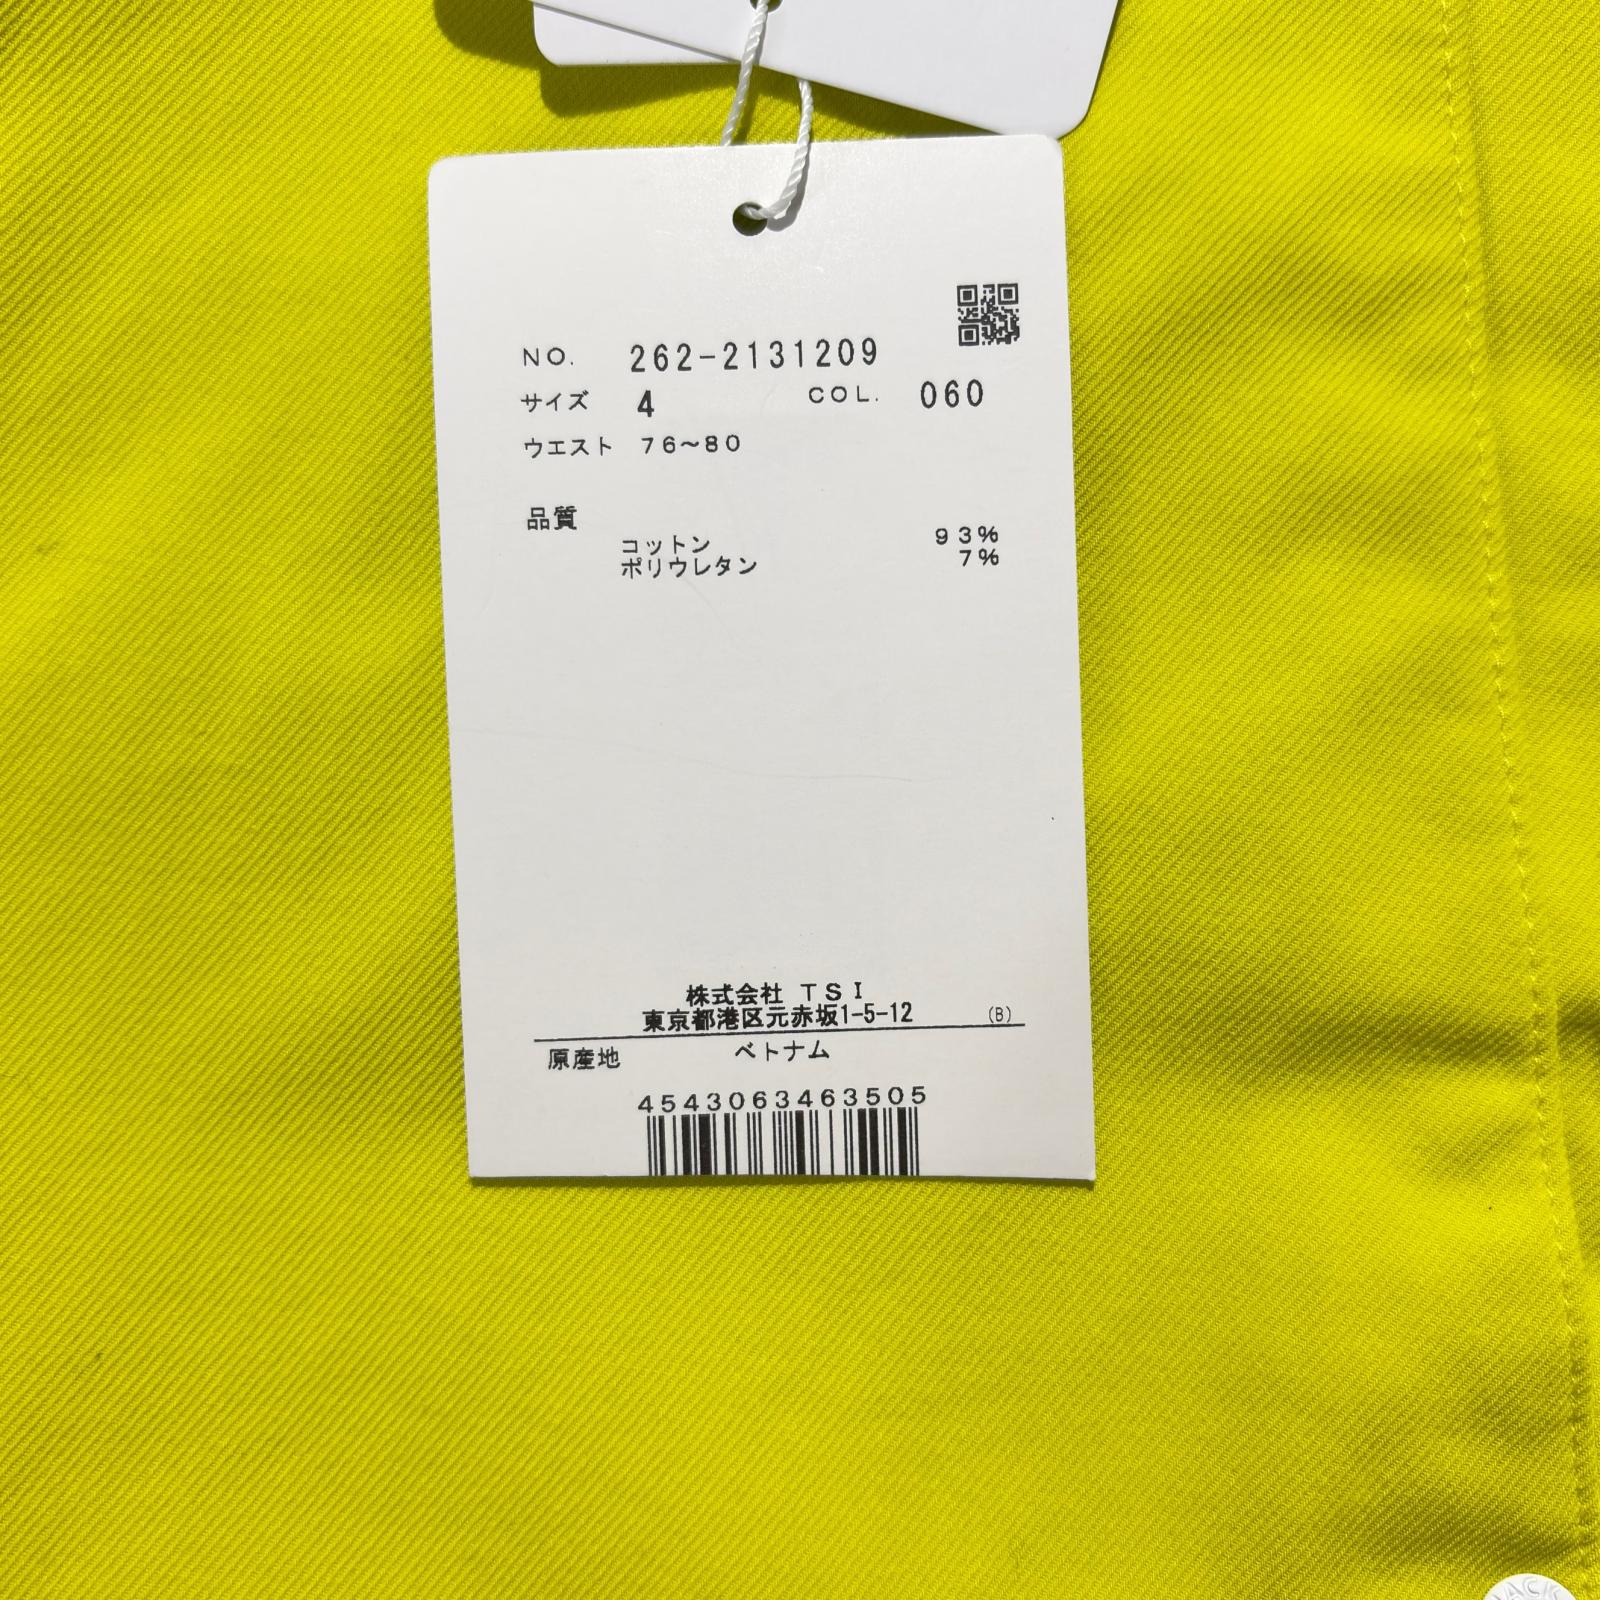 NO. 262-2131209
サイズ 4 COL. 060
ウエスト 76〜80
品質
コットン 93%
ポリウレタン 7%
株式会社 TSI
東京都港区元赤坂1-5-12 (B)
原産地 ベトナム
4543063463505